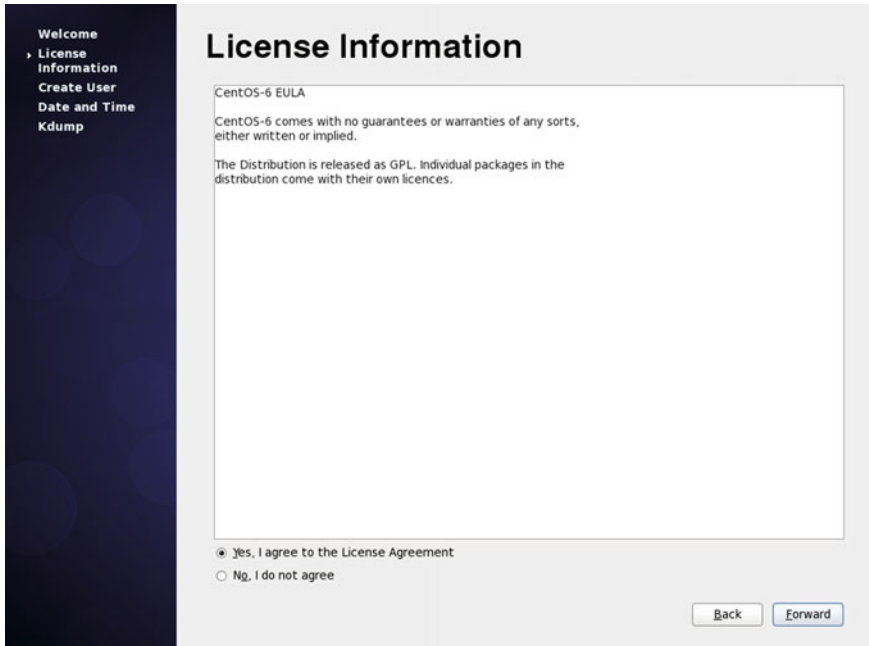 Welcome
License
Information
Create User
Date and Time
Kdump
License Information
CentOS-6 EULA
CentOS-6 comes with no guarantees or warranties of any sorts,
either written or implied.
The Distribution is released as GPL. Individual packages in the
distribution come with their own licences.
Yes, I agree to the License Agreement
No, I do not agree
Back
Forward